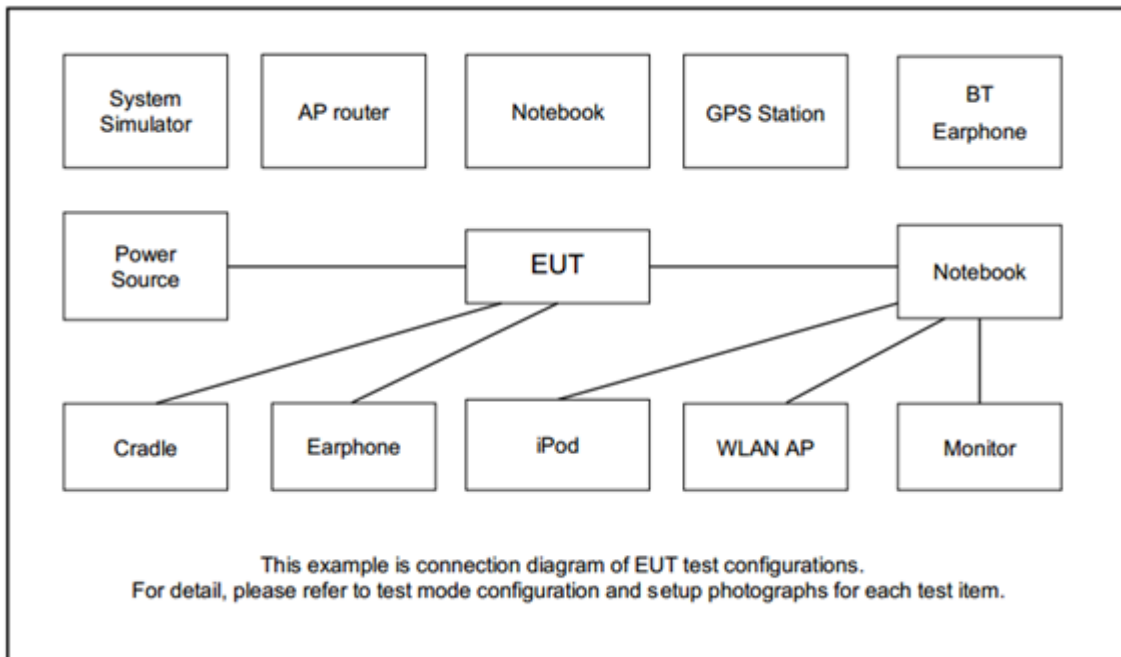 System
Simulator
AP router
Notebook
GPS Station
BT
Earphone
Power
Source
EUT
Notebook
Cradle
Earphone
iPod
WLAN AP
Monitor
This example is connection diagram of EUT test configurations.
For detail, please refer to test mode configuration and setup photographs for each test item.